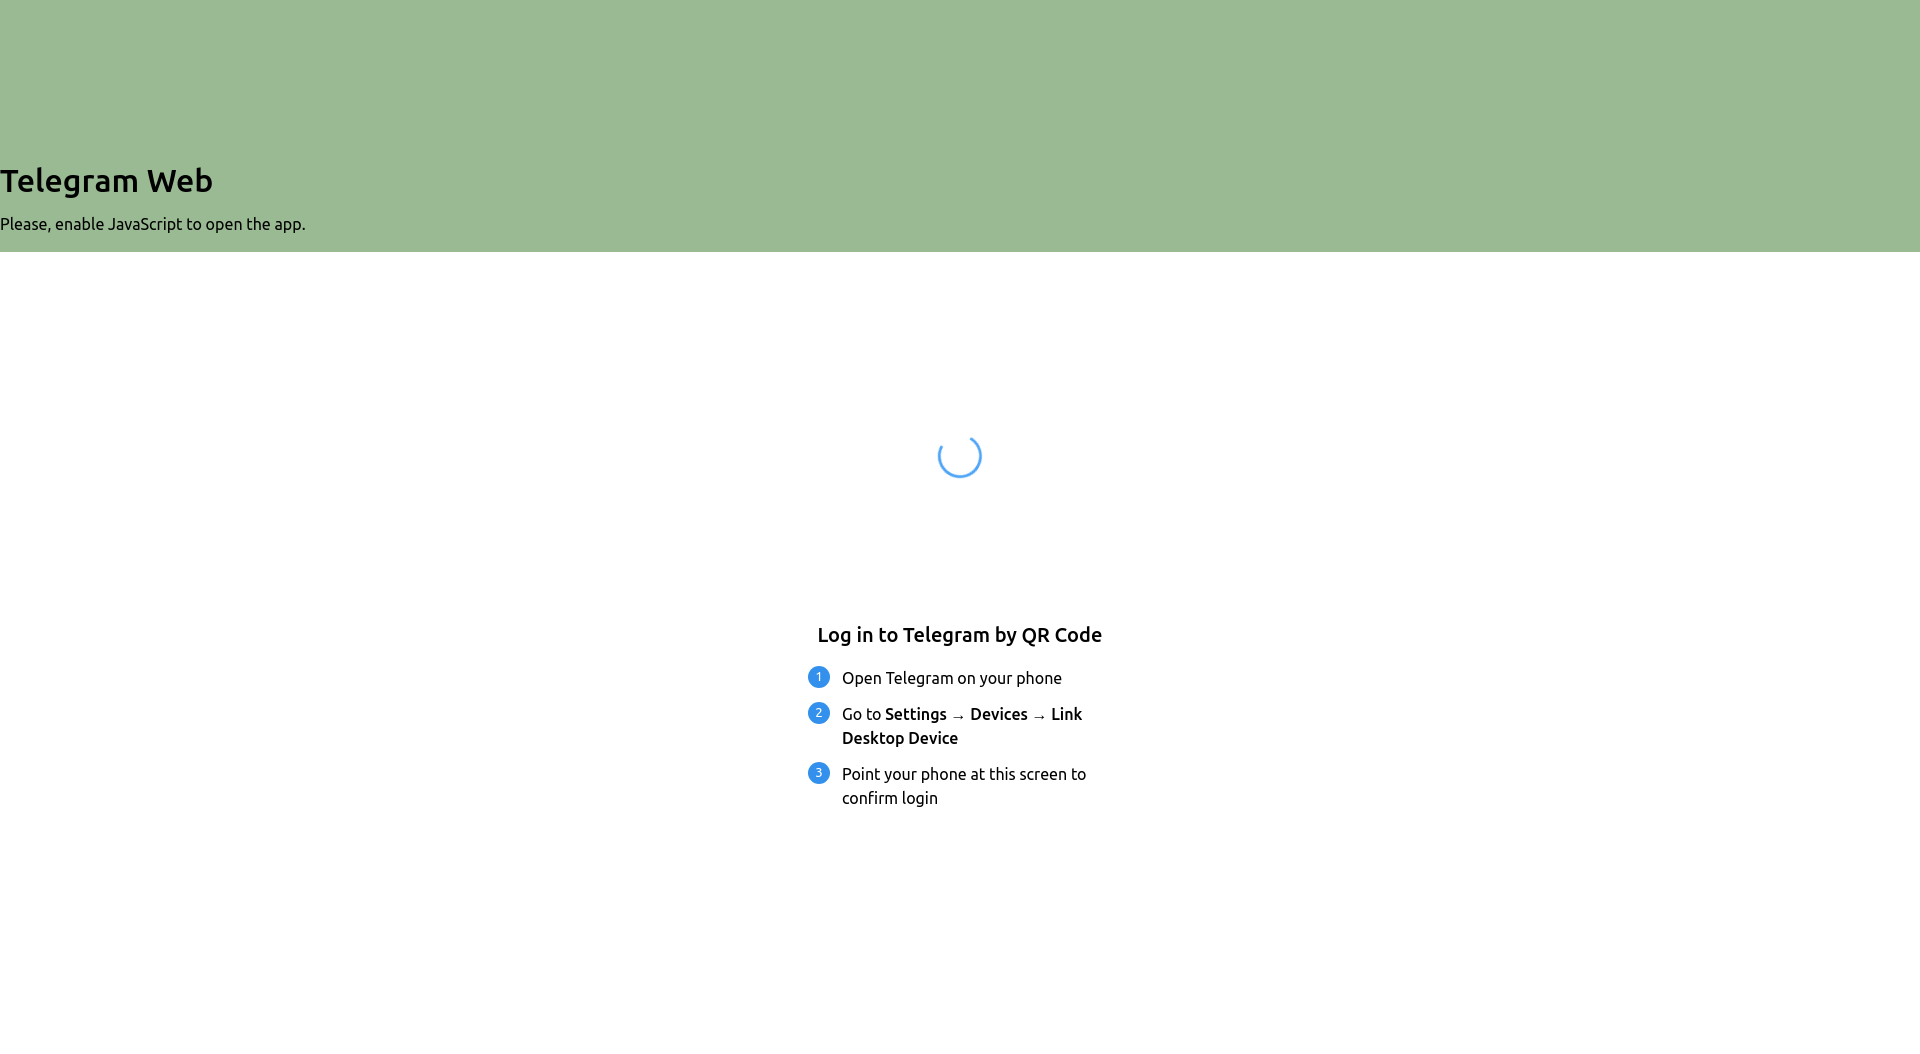 Telegram Web
Please, enable JavaScript to open the app.
Log in to Telegram by QR Code
1 Open Telegram on your phone
2 Go to Settings → Devices → Link
Desktop Device
3 Point your phone at this screen to
confirm login